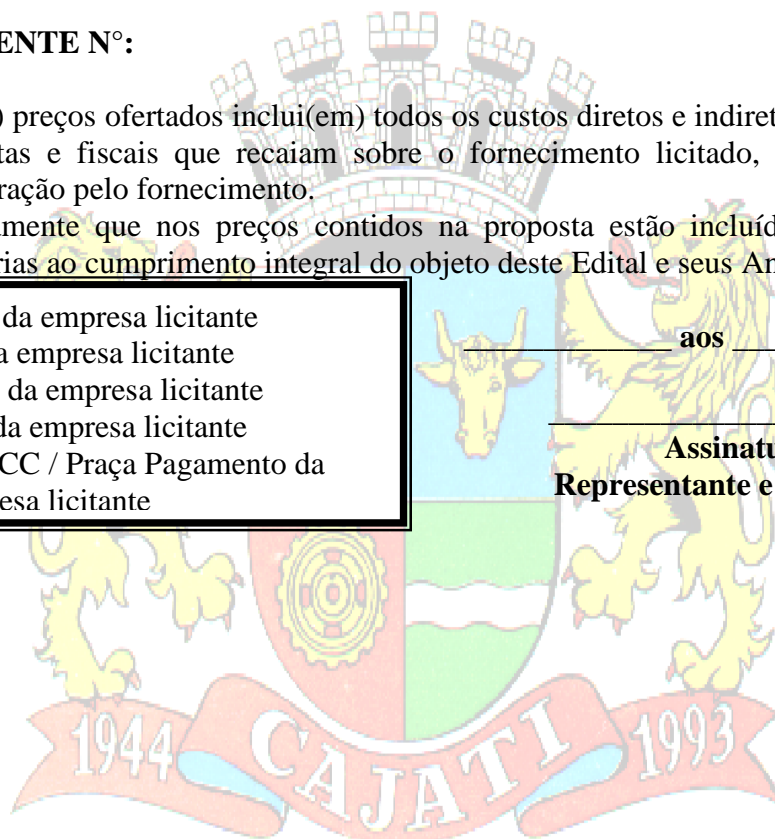 ENTE N°:
) preços ofertados inclui(em) todos os custos diretos e indiret
tas e fiscais que recaiam sobre o fornecimento licitado,
ração pelo fornecimento.
amente que nos preços contidos na proposta estão incluíd
rias ao cumprimento integral do objeto deste Edital e seus An
da empresa licitante
a empresa licitante
da empresa licitante
da empresa licitante
CC / Praça Pagamento da
esa licitante
_____________ aos ____
________________
Assinatu
Representante e
1944 CAJATI 1993